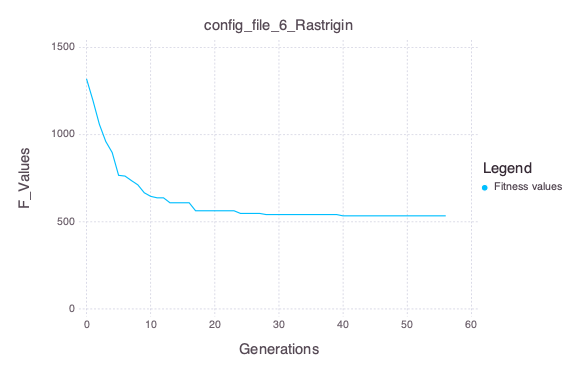 config_file_6_Rastrigin
1500
1000
500
0
F_Values
0 10 20 30 40 50 60
Generations
Legend
Fitness values